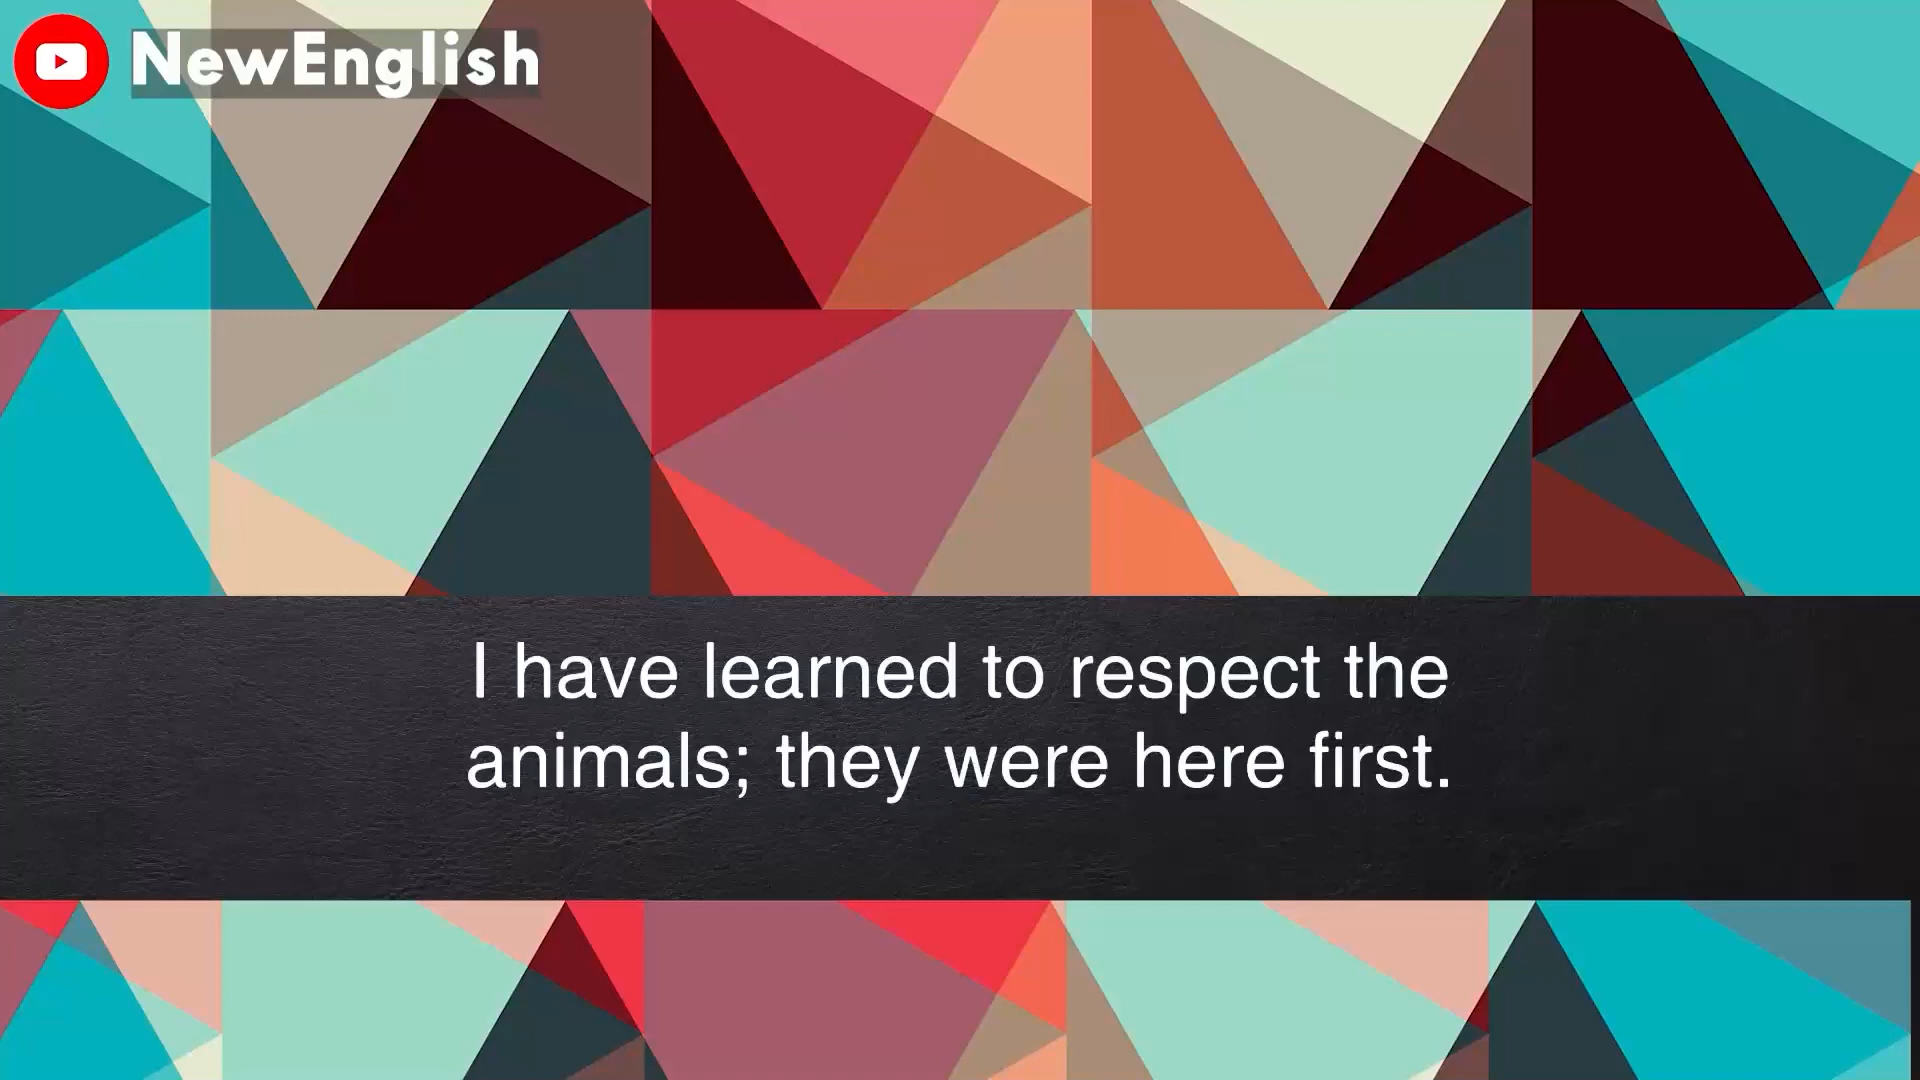 NewEnglish
I have learned to respect the
animals; they were here first.